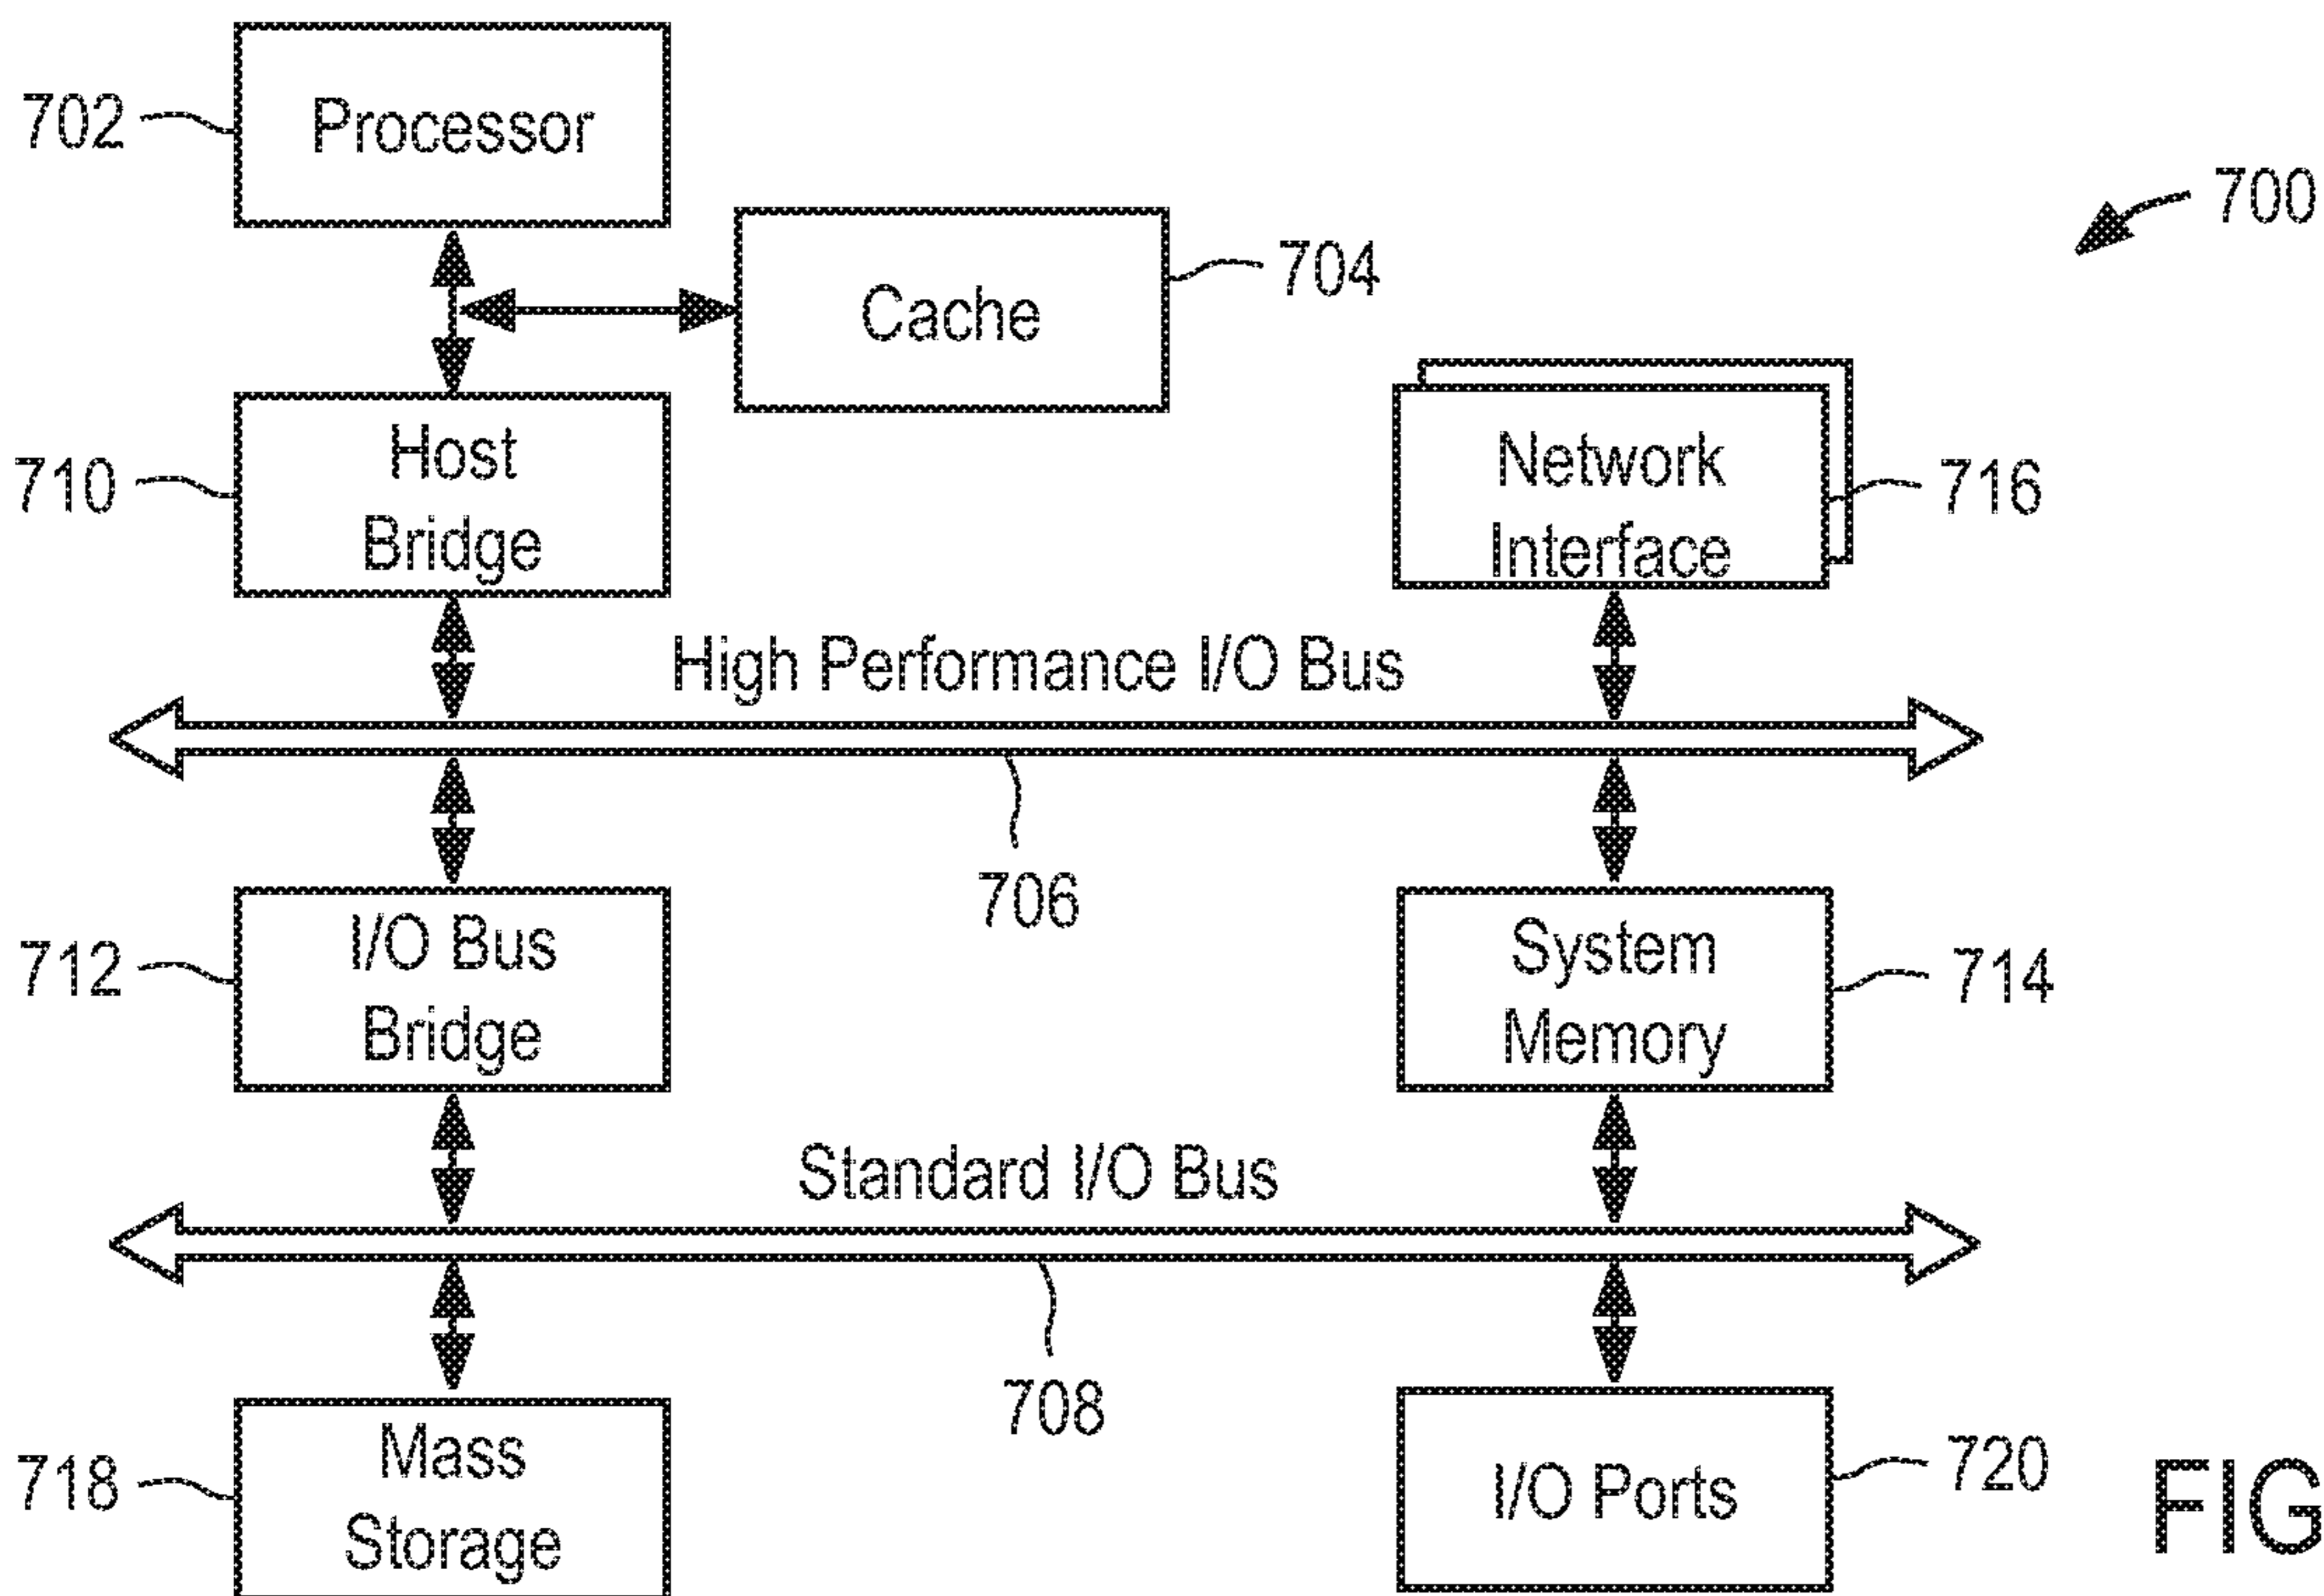 702
Processor
700
Cache
704
710
Host
Bridge
Network
Interface
716
High Performance I/O Bus
706
712
I/O Bus
Bridge
System
Memory
714
Standard I/O Bus
708
718
Mass
Storage
I/O Ports
720
FIG